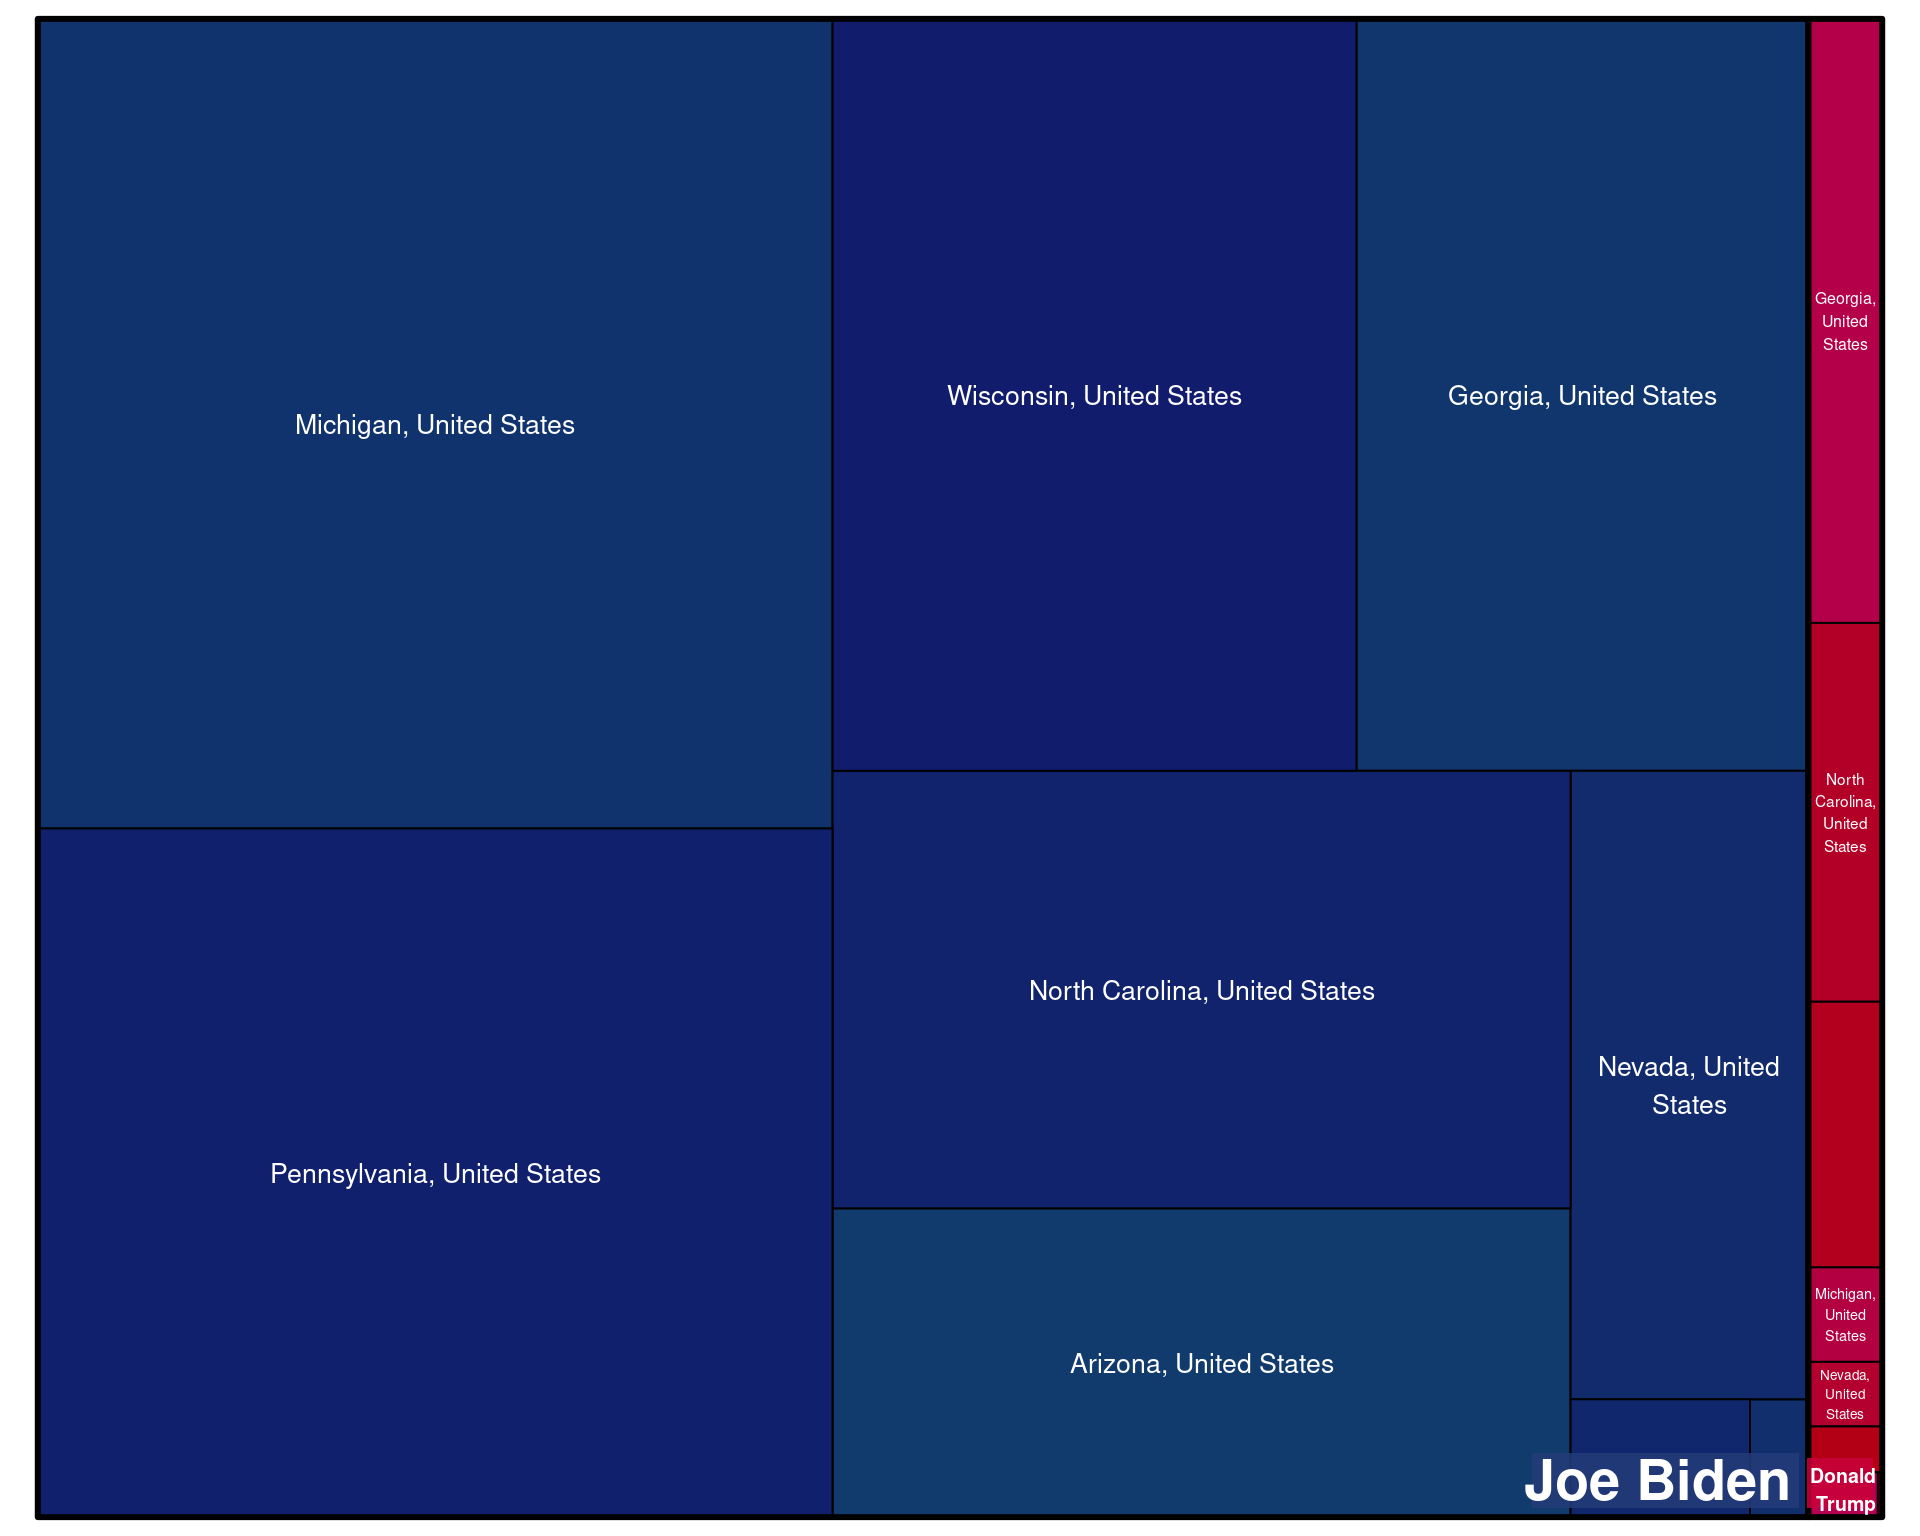 Michigan, United States
Wisconsin, United States
Georgia, United States
Pennsylvania, United States
North Carolina, United States
Nevada, United
States
Arizona, United States
Joe Biden
Georgia,
United
States
North
Carolina,
United
States
Michigan,
United
States
Nevada,
United
States
Donald
Trump